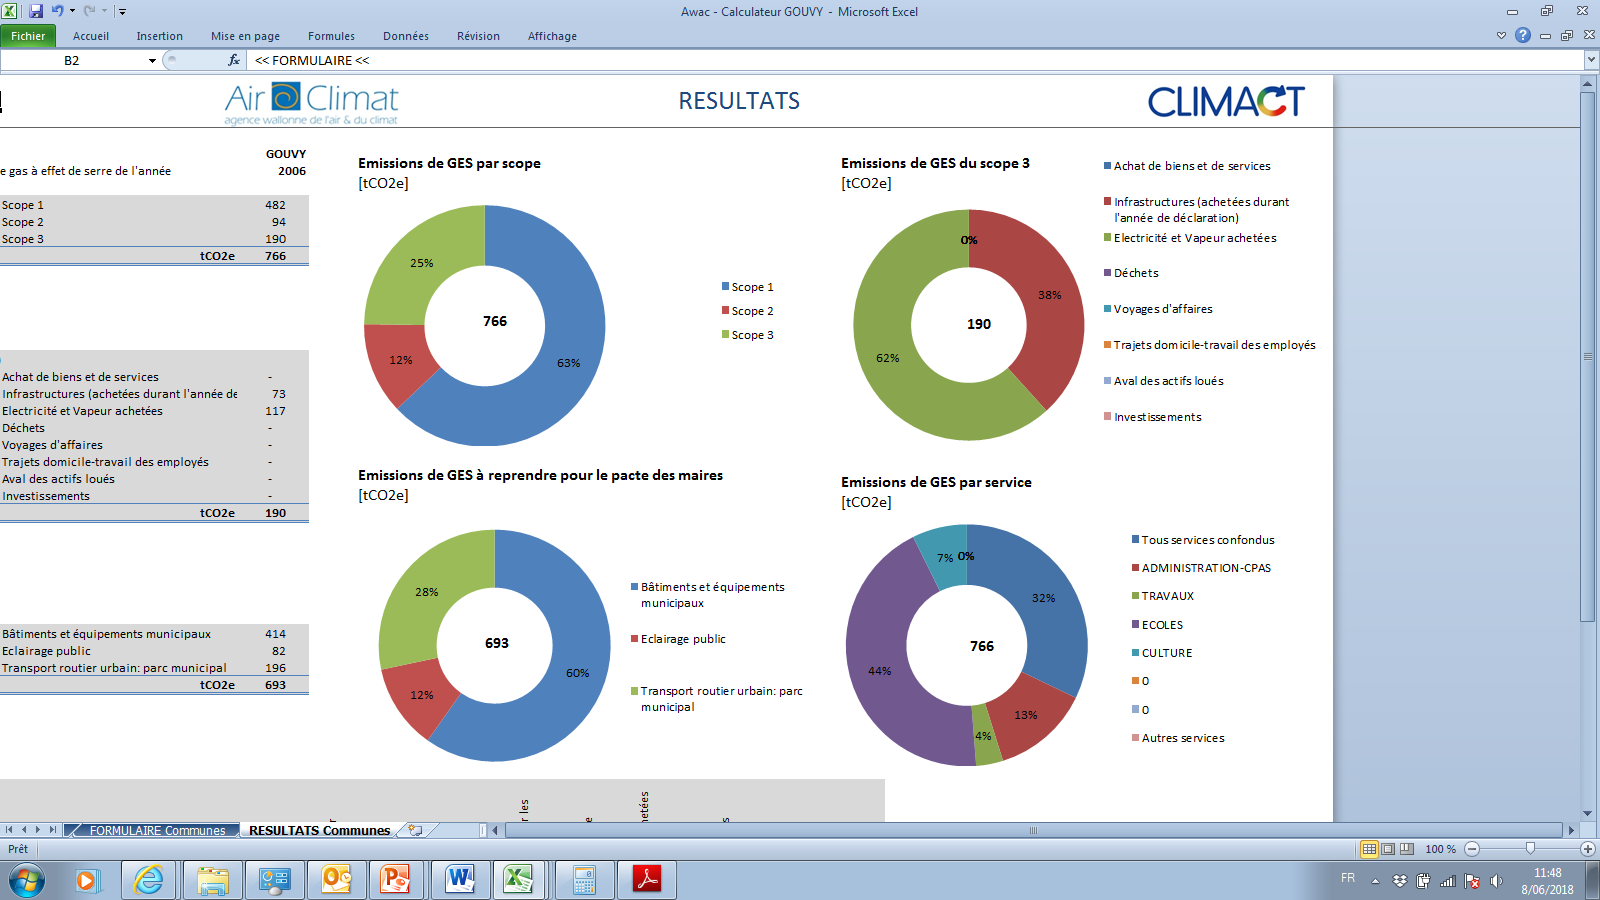 Awac - Calculateur GOUVY - Microsoft Excel
Fichier
Accueil
Insertion
Mise en page
Formules
Données
Révision
Affichage
B2
fx
<< FORMULAIRE <<
Air Climat
agence wallonne de l'air & du climat
RESULTATS
CLIMACT
GOUVY
e gas à effet de serre de l'année 2006
Scope 1 482
Scope 2 94
Scope 3 190
tCO2e 766
Achat de biens et de services -
Infrastructures (achetées durant l'année de 73
Electricité et Vapeur achetées 117
Déchets -
Voyages d'affaires -
Trajets domicile-travail des employés -
Aval des actifs loués -
Investissements -
tCO2e 190
Bâtiments et équipements municipaux 414
Eclairage public 82
Transport routier urbain: parc municipal 196
tCO2e 693
Emissions de GES par scope
[tCO2e]
25%
766
12%
63%
Scope 1
Scope 2
Scope 3
Emissions de GES du scope 3
[tCO2e]
0%
38%
190
62%
Achat de biens et de services
Infrastructures (achetées durant
l'année de déclaration)
Electricité et Vapeur achetées
Déchets
Voyages d'affaires
Trajets domicile-travail des employés
Aval des actifs loués
Investissements
Emissions de GES à reprendre pour le pacte des maires
[tCO2e]
28%
693
60%
12%
Bâtiments et équipements
municipaux
Eclairage public
Transport routier urbain: parc
municipal
Emissions de GES par service
[tCO2e]
7% 0%
32%
766
44%
13%
4%
Tous services confondus
ADMINISTRATION-CPAS
TRAVAUX
ECOLES
CULTURE
0
0
Autres services
r les
e
netées
s
FORMULAIRE Communes
RESULTATS Communes
Prêt
100 %
FR
11:48
8/06/2018